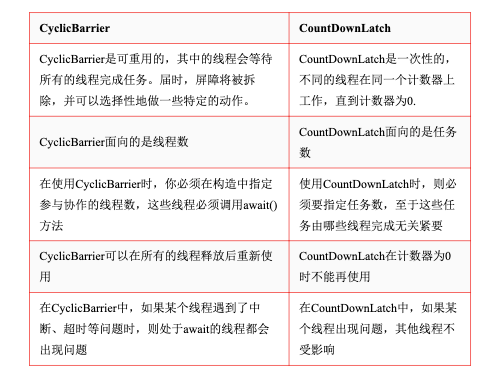 CyclicBarrier
CountDownLatch
CyclicBarrier是可重用的，其中的线程会等待
所有的线程完成任务。届时，屏障将被拆
除，并可以选择性地做一些特定的动作。
CountDownLatch是一次性的，
不同的线程在同一个计数器上
工作，直到计数器为0.
CyclicBarrier面向的是线程数
CountDownLatch面向的是任务
数
在使用CyclicBarrier时，你必须在构造中指定
参与协作的线程数，这些线程必须调用await()
方法
使用CountDownLatch时，则必
须要指定任务数，至于这些任
务由哪些线程完成无关紧要
CyclicBarrier可以在所有的线程释放后重新使
用
CountDownLatch在计数器为0
时不能再使用
在CyclicBarrier中，如果某个线程遇到了中
断、超时等问题时，则处于await的线程都会
出现问题
在CountDownLatch中，如果某
个线程出现问题，其他线程不
受影响